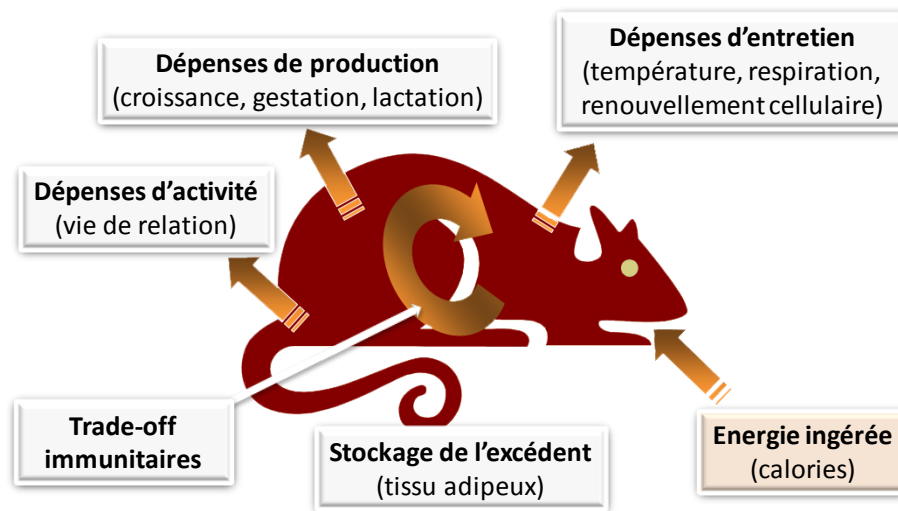 Dépenses de production
(croissance, gestation, lactation)
Dépenses d’entretien
(température, respiration,
renouvellement cellulaire)
Dépenses d’activité
(vie de relation)
Trade-off
immunitaires
Stockage de l’excédent
(tissu adipeux)
Energie ingérée
(calories)